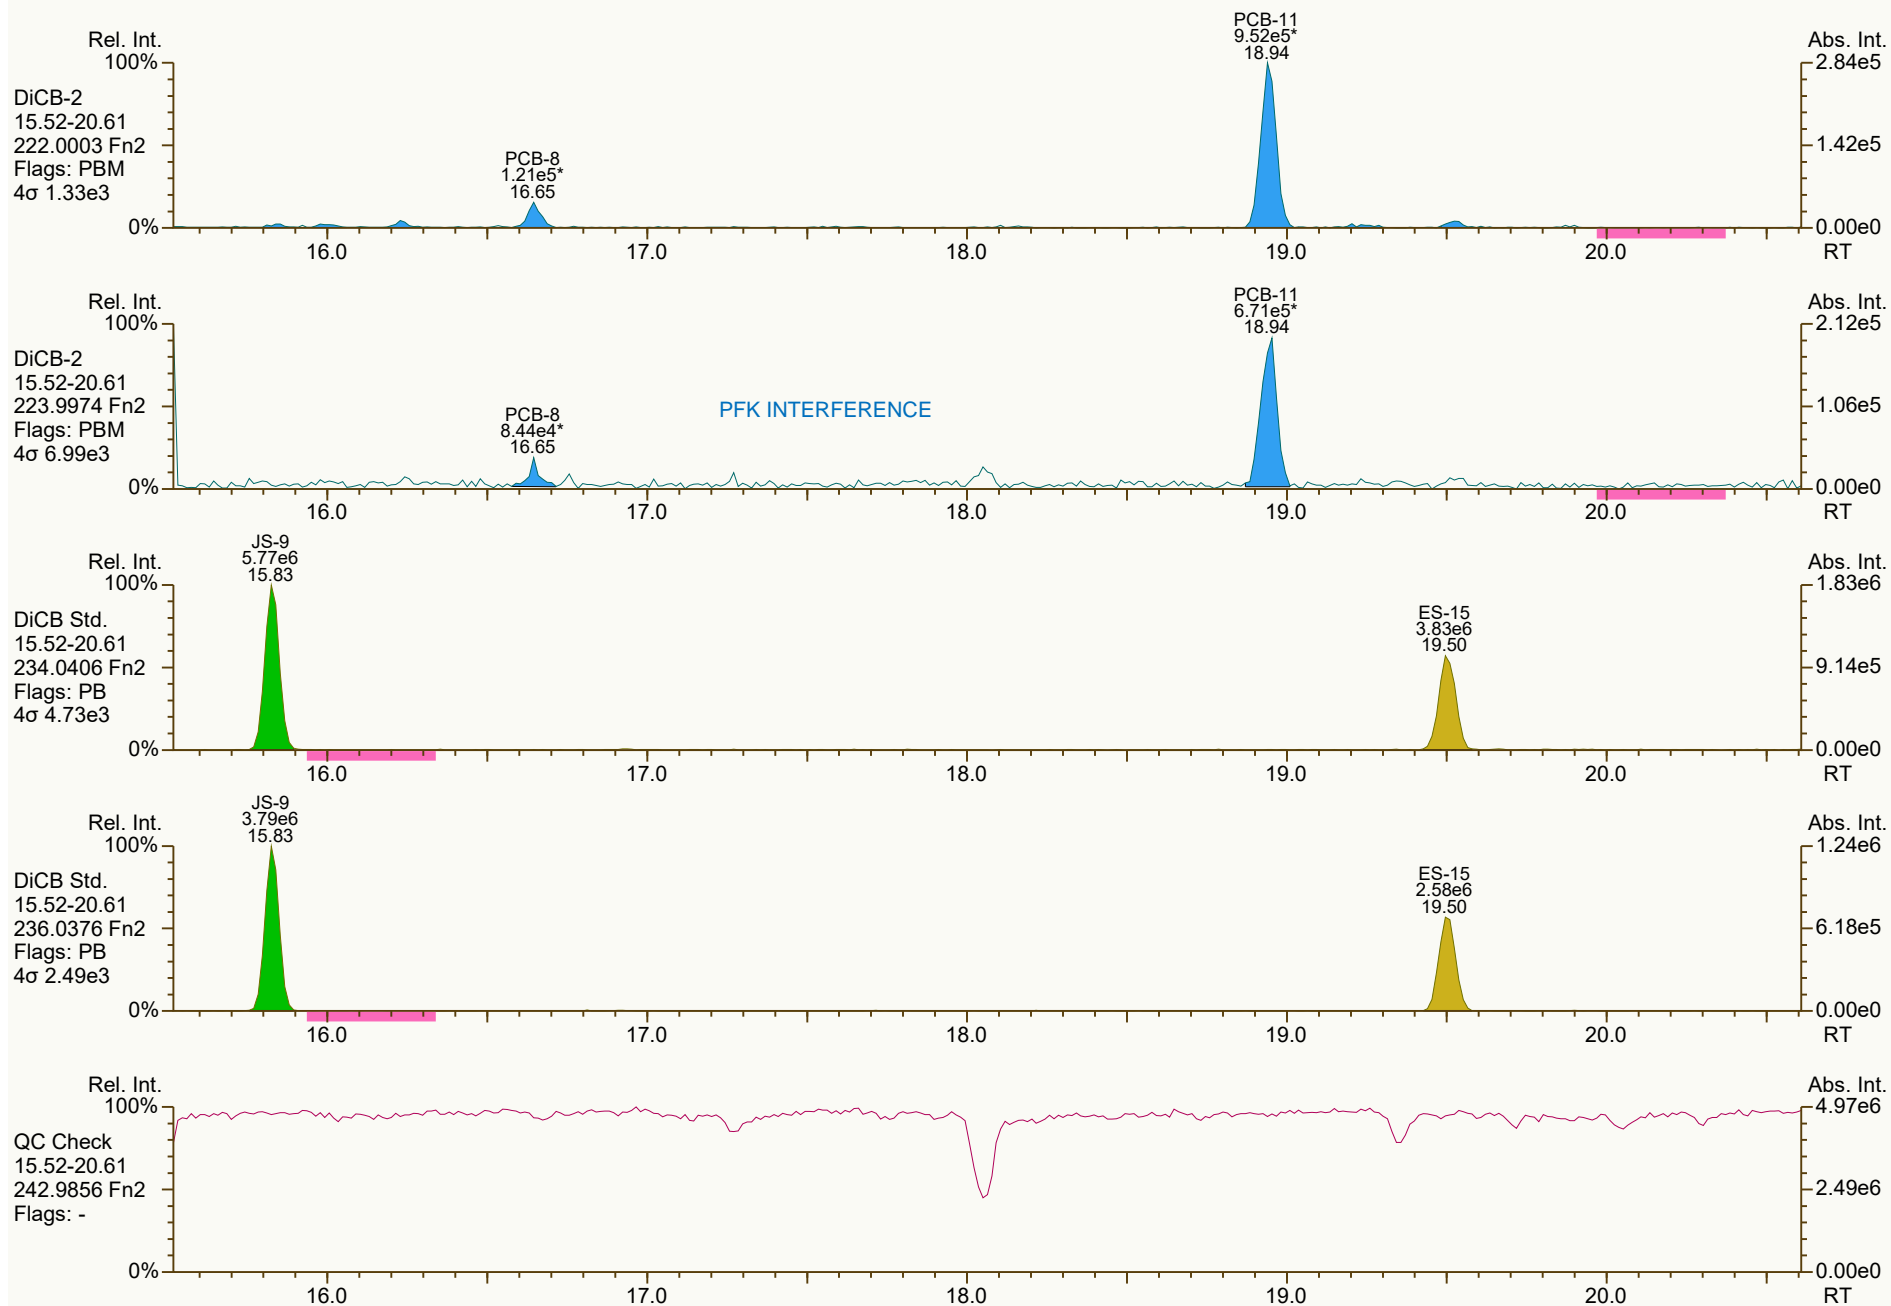 PCB-11
9.52e5*
18.94
Rel. Int.
Abs. Int.
100%
2.84e5
DiCB-2
15.52-20.61
222.0003 Fn2
Flags: PBM
4σ 1.33e3
PCB-8
1.21e5*
16.65
1.42e5
0%
0.00e0
16.0 17.0 18.0 19.0 20.0 RT
PCB-11
6.71e5*
18.94
Rel. Int.
Abs. Int.
100%
2.12e5
DiCB-2
15.52-20.61
223.9974 Fn2
Flags: PBM
4σ 6.99e3
PCB-8
8.44e4*
16.65
PFK INTERFERENCE
1.06e5
0%
0.00e0
16.0 17.0 18.0 19.0 20.0 RT
JS-9
5.77e6
15.83
Rel. Int.
Abs. Int.
100%
1.83e6
DiCB Std.
15.52-20.61
234.0406 Fn2
Flags: PB
4σ 4.73e3
ES-15
3.83e6
19.50
9.14e5
0%
0.00e0
16.0 17.0 18.0 19.0 20.0 RT
JS-9
3.79e6
15.83
Rel. Int.
Abs. Int.
100%
1.24e6
DiCB Std.
15.52-20.61
236.0376 Fn2
Flags: PB
4σ 2.49e3
ES-15
2.58e6
19.50
6.18e5
0%
0.00e0
16.0 17.0 18.0 19.0 20.0 RT
Rel. Int.
Abs. Int.
100%
4.97e6
QC Check
15.52-20.61
242.9856 Fn2
Flags: -
2.49e6
0%
0.00e0
16.0 17.0 18.0 19.0 20.0 RT